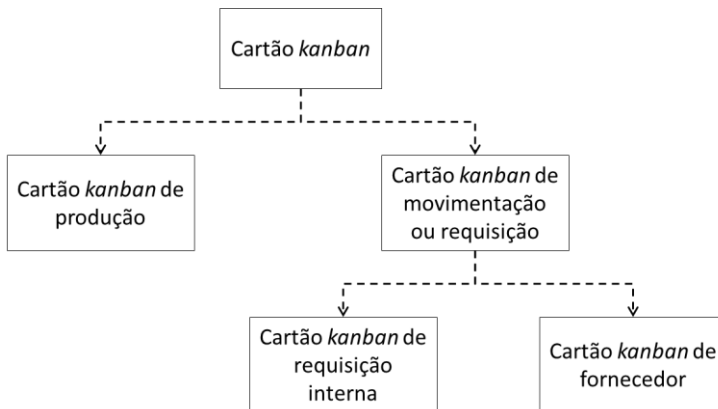 Cartão kanban
Cartão kanban de
produção
Cartão kanban de
movimentação
ou requisição
Cartão kanban de
requisição
interna
Cartão kanban de
fornecedor